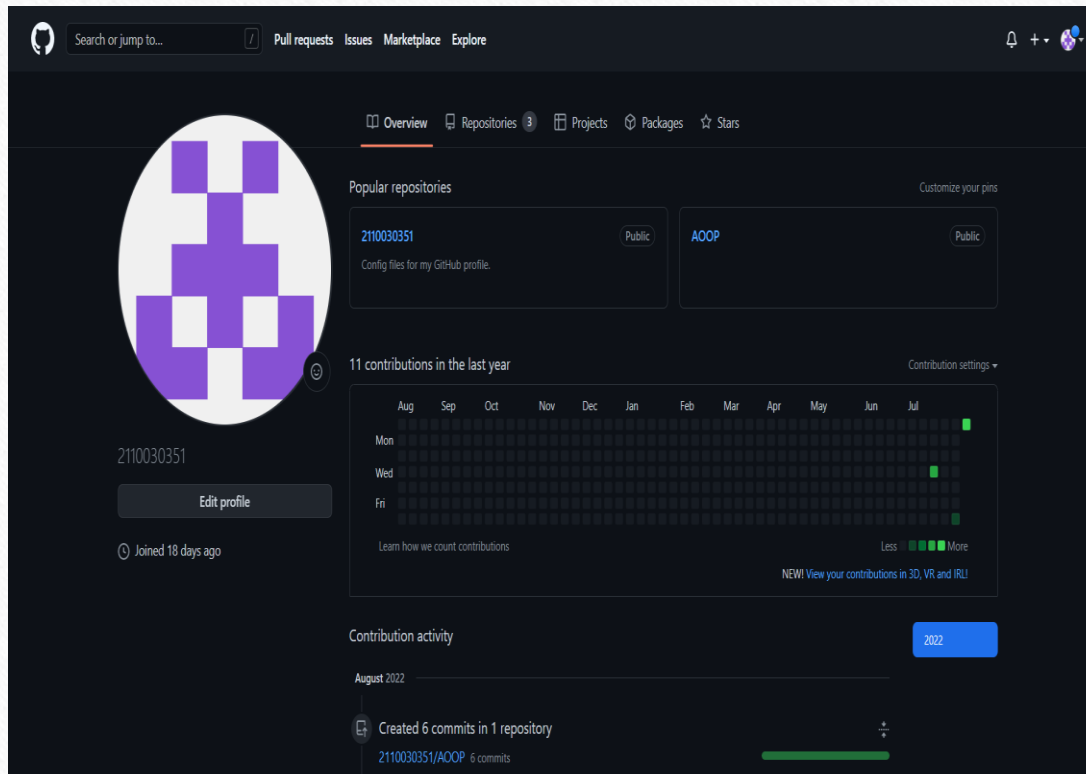 Search or jump to... / Pull requests Issues Marketplace Explore
Overview Repositories 3 Projects Packages Stars
Popular repositories Customize your pins
2110030351 Public AOOP Public
Config files for my GitHub profile.
11 contributions in the last year Contribution settings
Aug Sep Oct Nov Dec Jan Feb Mar Apr May Jun Jul
Mon
2110030351
Wed
Edit profile
Fri
Joined 18 days ago
Learn how we count contributions Less More
NEW! View your contributions in 3D, VR and IRL!
Contribution activity 2022
August 2022
Created 6 commits in 1 repository
2110030351/AOOP 6 commits